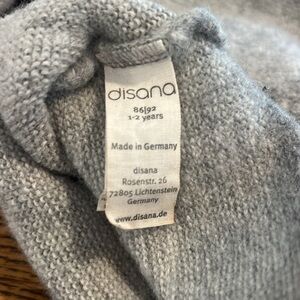 disana
86/92
1-2 years
Made in Germany
disana
Rosenstr. 26
72805 Lichtenstein
Germany
www.disana.de